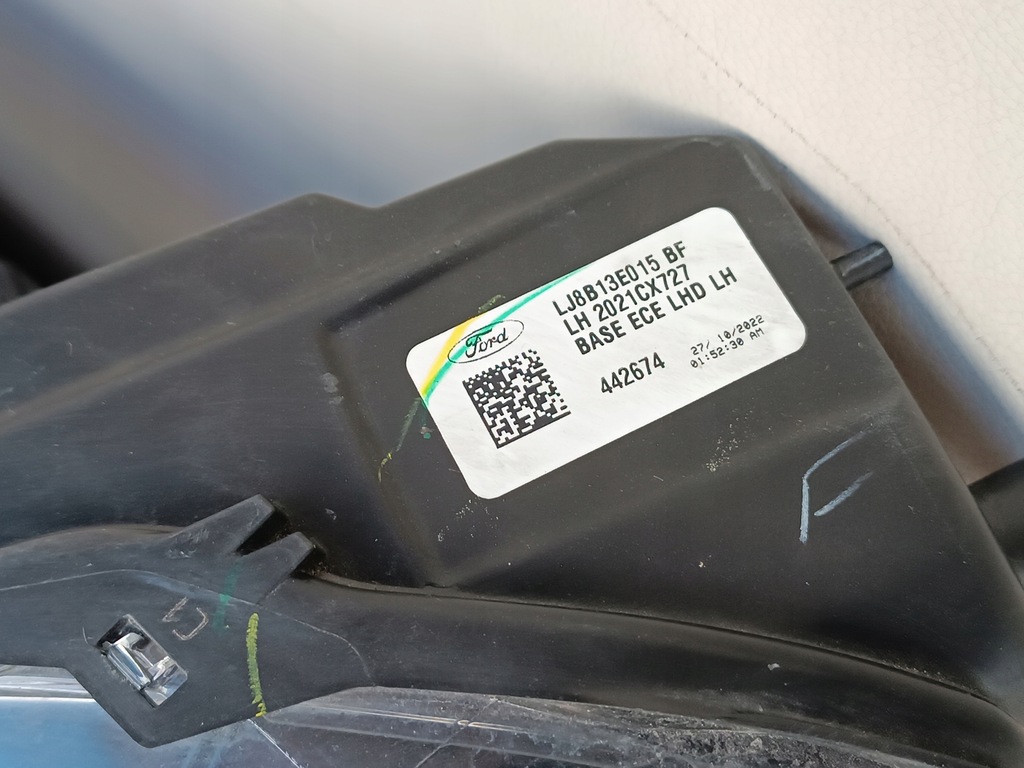 LJ8B13E015 BF
LH 2021CX727
BASE ECE LHD LH
Ford
442674
27/ 10/2022
01:52:30 AM
F